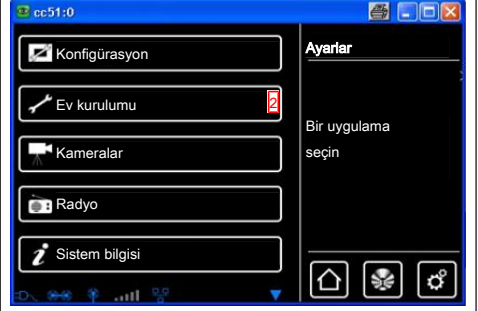 cc51:0
Konfigürasyon
Ev kurulumu
2
Kameralar
Radyo
Sistem bilgisi
Ayarlar
Bir uygulama
seçin